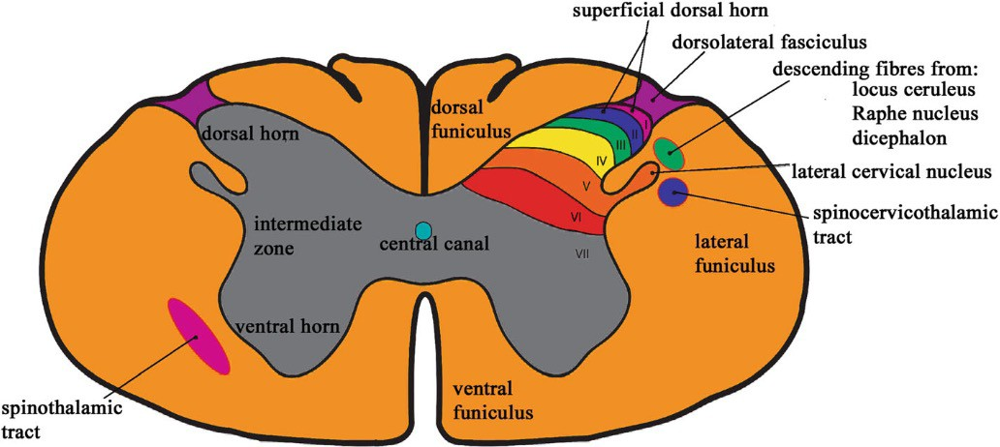 superficial dorsal horn
dorsolateral fasciculus
descending fibres from:
locus ceruleus
Raphe nucleus
dicephalon
dorsal
funiculus
dorsal horn
I
II
III
IV
V
VI
VII
lateral cervical nucleus
spinocervicothalamic
tract
intermediate
zone
central canal
lateral
funiculus
ventral horn
ventral
funiculus
spinothalamic
tract